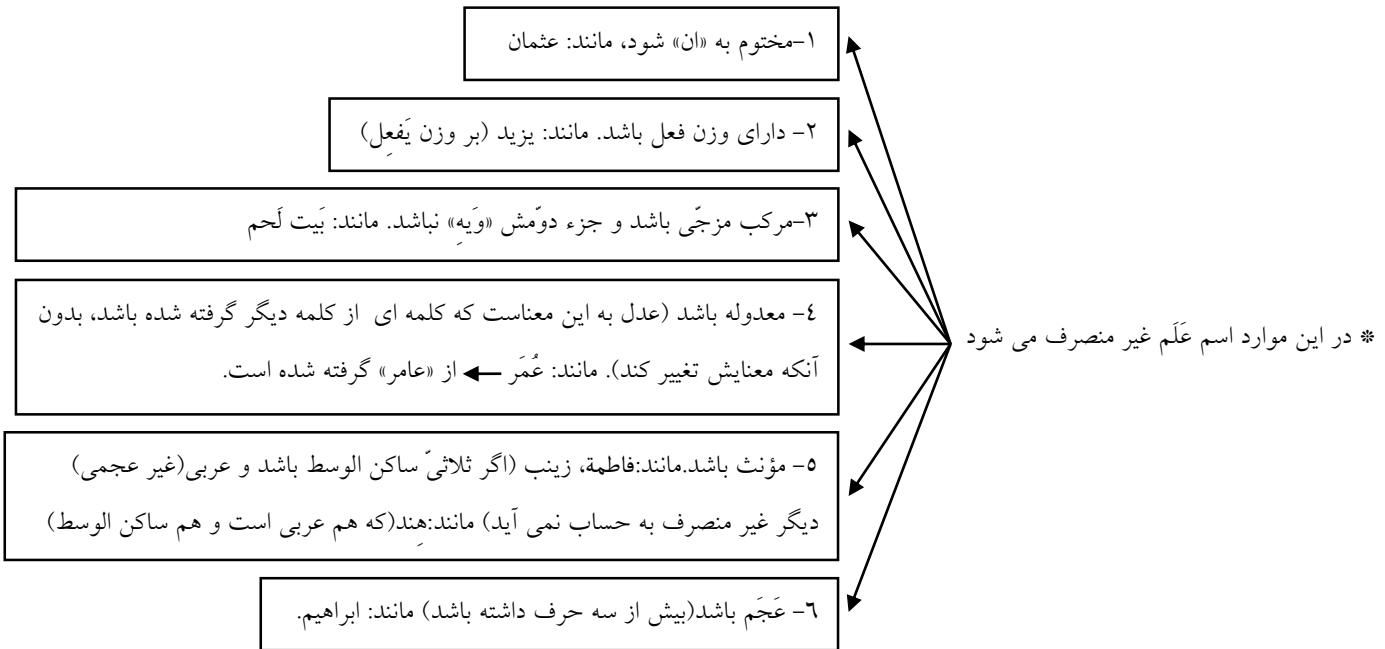 * در این موارد اسم عَلَم غیر منصرف می شود
۱-مختوم به «ان» شود، مانند: عثمان
۲- دارای وزن فعل باشد. مانند: یزید (بر وزن یَفعِل)
۳-مرکب مزجّی باشد و جزء دوّمش «وَیهِ» نباشد. مانند: بَیت لَحم
٤- معدوله باشد (عدل به این معناست که کلمه ای از کلمه دیگر گرفته شده باشد، بدون
آنکه معنایش تغییر کند). مانند: عُمَر ← از «عامر» گرفته شده است.
٥- مؤنث باشد.مانند:فاطمة، زینب (اگر ثلاثیّ ساکن الوسط باشد و عربی(غیر عجمی)
دیگر غیر منصرف به حساب نمی آید) مانند:هِند(که هم عربی است و هم ساکن الوسط)
٦- عَجَم باشد(بیش از سه حرف داشته باشد) مانند: ابراهیم.